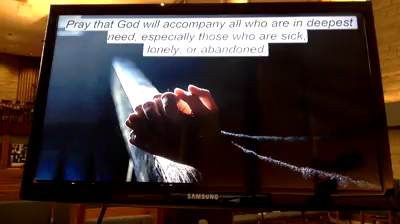 Pray that God will accompany all who are in deepest
need, especially those who are sick,
lonely, or abandoned
SAMSUNG